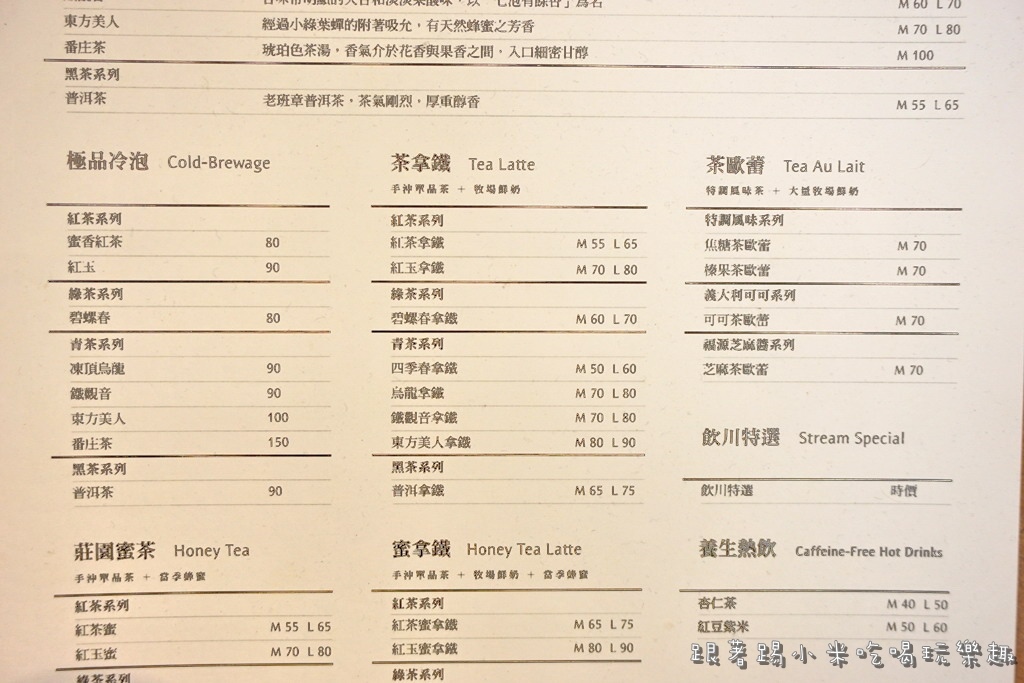 M 60 L 70
東方美人 經過小綠葉蟬的附著吸允，有天然蜂蜜之芳香 M 70 L 80
番庄茶 琥珀色茶湯，香氣介於花香與果香之間，入口細密甘醇 M 100
黑茶系列
普洱茶 老班章普洱茶，茶氣剛烈，厚重醇香 M 55 L 65
極品冷泡 Cold-Brewage
紅茶系列
蜜香紅茶 80
紅玉 90
綠茶系列
碧螺春 80
青茶系列
凍頂烏龍 90
鐵觀音 90
東方美人 100
番庄茶 150
黑茶系列
普洱茶 90
茶拿鐵 Tea Latte
手沖單品茶 + 牧場鮮奶
紅茶系列
紅茶拿鐵 M 55 L 65
紅玉拿鐵 M 70 L 80
綠茶系列
碧螺春拿鐵 M 60 L 70
青茶系列
四季春拿鐵 M 50 L 60
烏龍拿鐵 M 70 L 80
鐵觀音拿鐵 M 70 L 80
東方美人拿鐵 M 80 L 90
黑茶系列
普洱拿鐵 M 65 L 75
茶歐蕾 Tea Au Lait
特調風味茶 + 大量牧場鮮奶
特調風味系列
焦糖茶歐蕾 M 70
榛果茶歐蕾 M 70
義大利可可系列
可可茶歐蕾 M 70
福源芝麻醬系列
芝麻茶歐蕾 M 70
飲川特選 Stream Special
飲川特選 時價
莊園蜜茶 Honey Tea
手沖單品茶 + 當季蜂蜜
紅茶系列
紅茶蜜 M 55 L 65
紅玉蜜 M 70 L 80
綠茶系列
蜜拿鐵 Honey Tea Latte
手沖單品茶 + 牧場鮮奶 + 當季蜂蜜
紅茶系列
紅茶蜜拿鐵 M 65 L 75
紅玉蜜拿鐵 M 80 L 90
綠茶系列
養生熱飲 Caffeine-Free Hot Drinks
杏仁茶 M 40 L 50
紅豆紫米 M 50 L 60
跟著踢小米吃喝玩樂趣